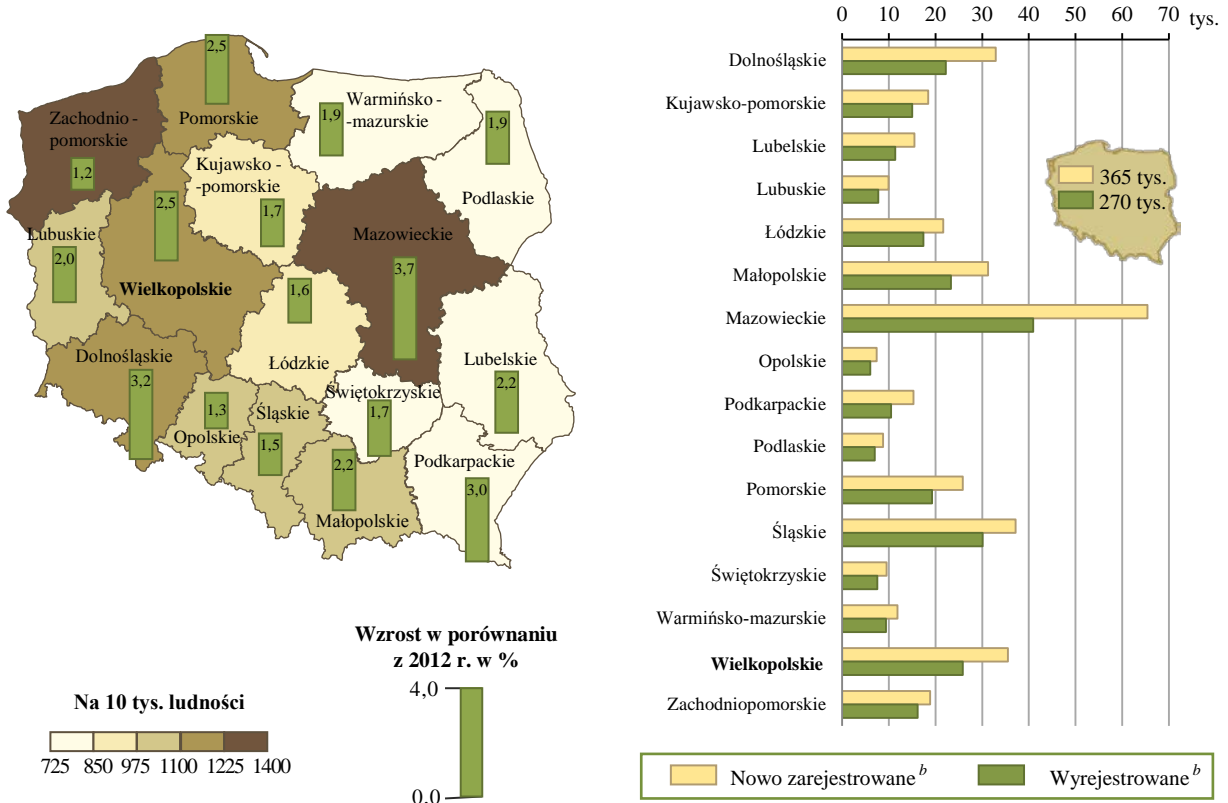 2,5
Pomorskie
Zachodnio -
pomorskie
1,2
Warmińsko -
-mazurskie
1,9
1,9
Podlaskie
Kujawsko -
-pomorskie
1,7
2,5
Wielkopolskie
Lubuskie
2,0
Mazowieckie
3,7
1,6
Łódzkie
Dolnośląskie
3,2
Lubelskie
2,2
1,3
Opolskie
Śląskie
1,5
Świętokrzyskie
1,7
2,2
Małopolskie
Podkarpackie
3,0
Na 10 tys. ludności
725 850 975 1100 1225 1400
Wzrost w porównaniu
z 2012 r. w %
4,0
0,0
0 10 20 30 40 50 60 70 tys.
Dolnośląskie
Kujawsko-pomorskie
Lubelskie
Lubuskie
Łódzkie
Małopolskie
Mazowieckie
Opolskie
Podkarpackie
Podlaskie
Pomorskie
Śląskie
Świętokrzyskie
Warmińsko-mazurskie
Wielkopolskie
Zachodniopomorskie
365 tys.
270 tys.
Nowo zarejestrowane b Wyrejestrowane b